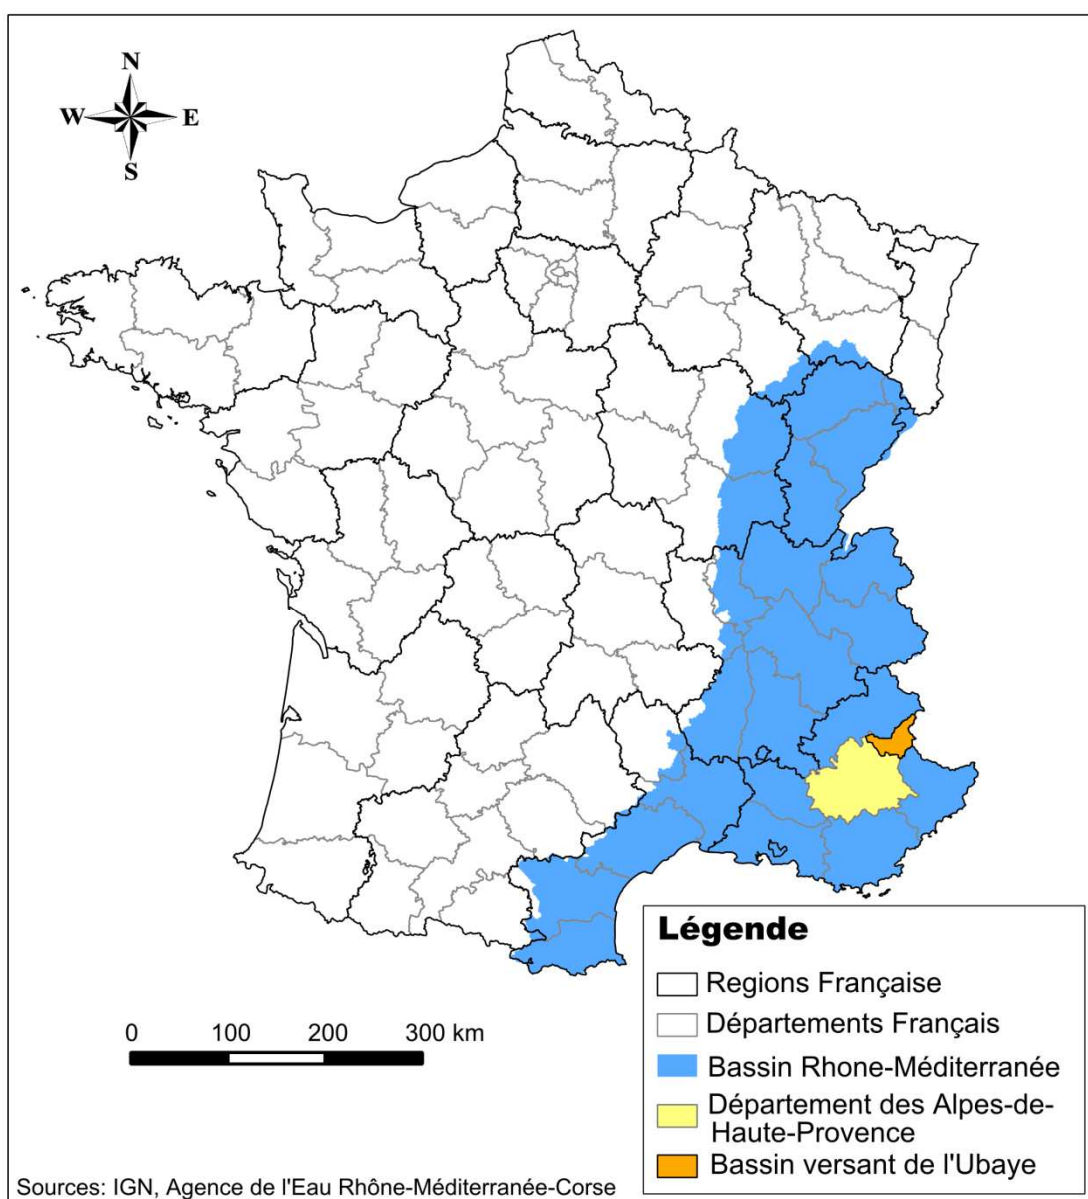 N
W E
S
Légende
Regions Française
Départements Français
Bassin Rhone-Méditerranée
Département des Alpes-de-
Haute-Provence
Bassin versant de l'Ubaye
0 100 200 300 km
Sources: IGN, Agence de l'Eau Rhône-Méditerranée-Corse